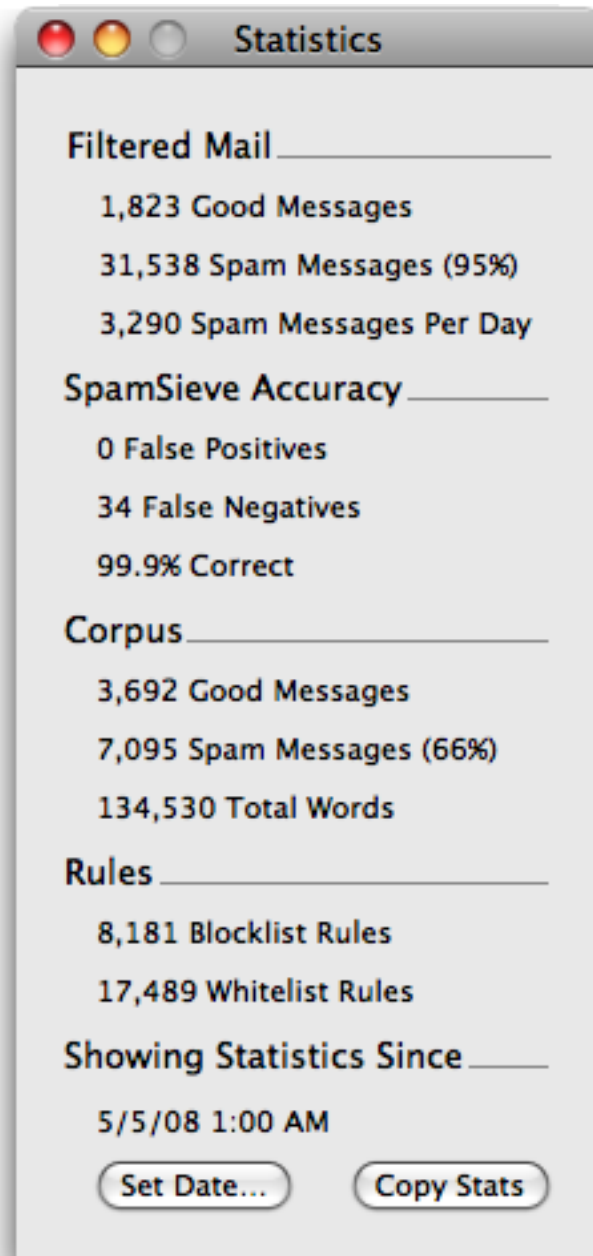 Statistics
Filtered Mail
1,823 Good Messages
31,538 Spam Messages (95%)
3,290 Spam Messages Per Day
SpamSieve Accuracy
0 False Positives
34 False Negatives
99.9% Correct
Corpus
3,692 Good Messages
7,095 Spam Messages (66%)
134,530 Total Words
Rules
8,181 Blocklist Rules
17,489 Whitelist Rules
Showing Statistics Since
5/5/08 1:00 AM
Set Date... Copy Stats